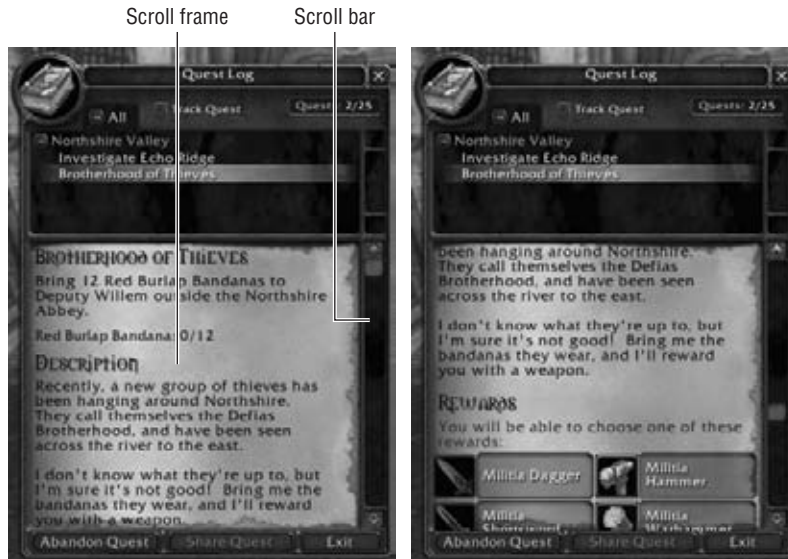 Scroll frame
Scroll bar
Quest Log
All
Track Quest
Quests: 2/25
Northshire Valley
Investigate Echo Ridge
Brotherhood of Thieves
BROTHERHOOD OF THIEVES
Bring 12 Red Burlap Bandanas to
Deputy Willem outside the Northshire
Abbey.
Red Burlap Bandana: 0/12
DESCRIPTION
Recently, a new group of thieves has
been hanging around Northshire.
They call themselves the Defias
Brotherhood, and have been seen
across the river to the east.
I don't know what they're up to, but
I'm sure it's not good! Bring me the
bandanas they wear, and I'll reward
you with a weapon.
Abandon Quest
Share Quest
Exit
Quest Log
All
Track Quest
Quests: 2/25
Northshire Valley
Investigate Echo Ridge
Brotherhood of Thieves
been hanging around Northshire.
They call themselves the Defias
Brotherhood, and have been seen
across the river to the east.
I don't know what they're up to, but
I'm sure it's not good! Bring me the
bandanas they wear, and I'll reward
you with a weapon.
REWARDS
You will be able to choose one of these
rewards:
Militia Dagger
Militia
Hammer
Militia
Shortsword
Militia
Warhammer
Abandon Quest
Share Quest
Exit